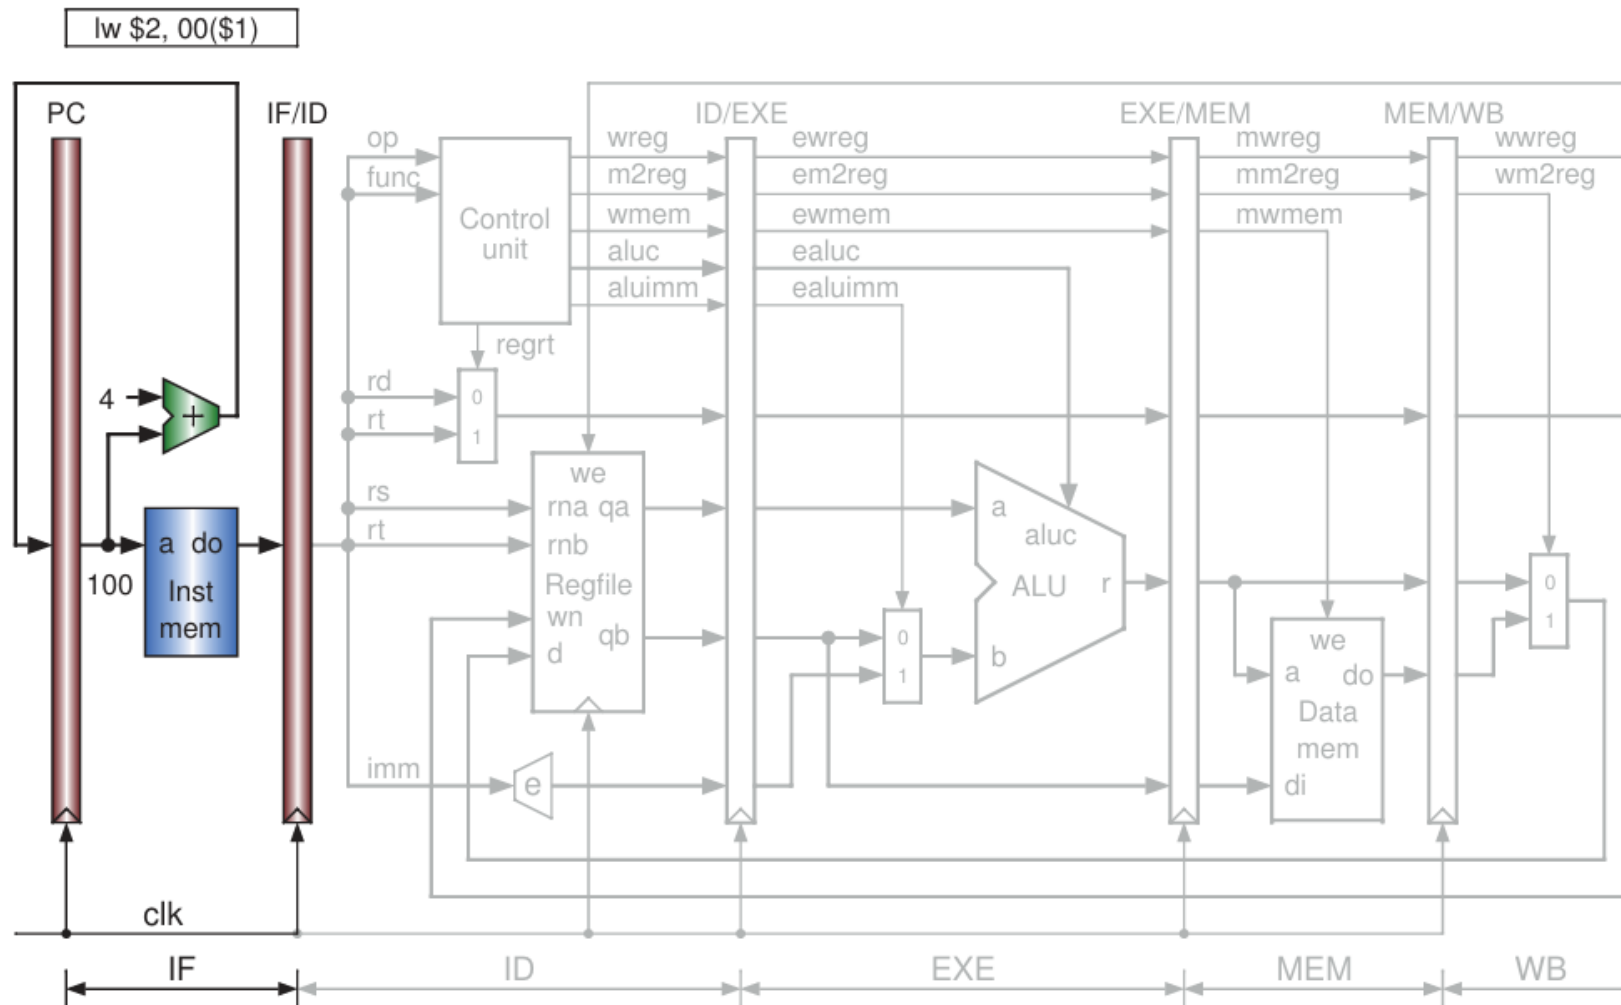 lw $2, 00($1)
PC IF/ID ID/EXE EXE/MEM MEM/WB
op wreg ewreg mwreg wwreg
func m2reg em2reg mm2reg wm2reg
Control unit
wmem ewmem mwmem
aluc ealuc
aluimm ealuimm
regrt
4 +
rd 0
rt 1
we
rs rna qa a
rt rnb aluc
a do
100 Inst mem
Regfile
wn qb
d
ALU r
0
1
b
0
1
we
a do
Data mem
di
imm e
clk
IF ID EXE MEM WB